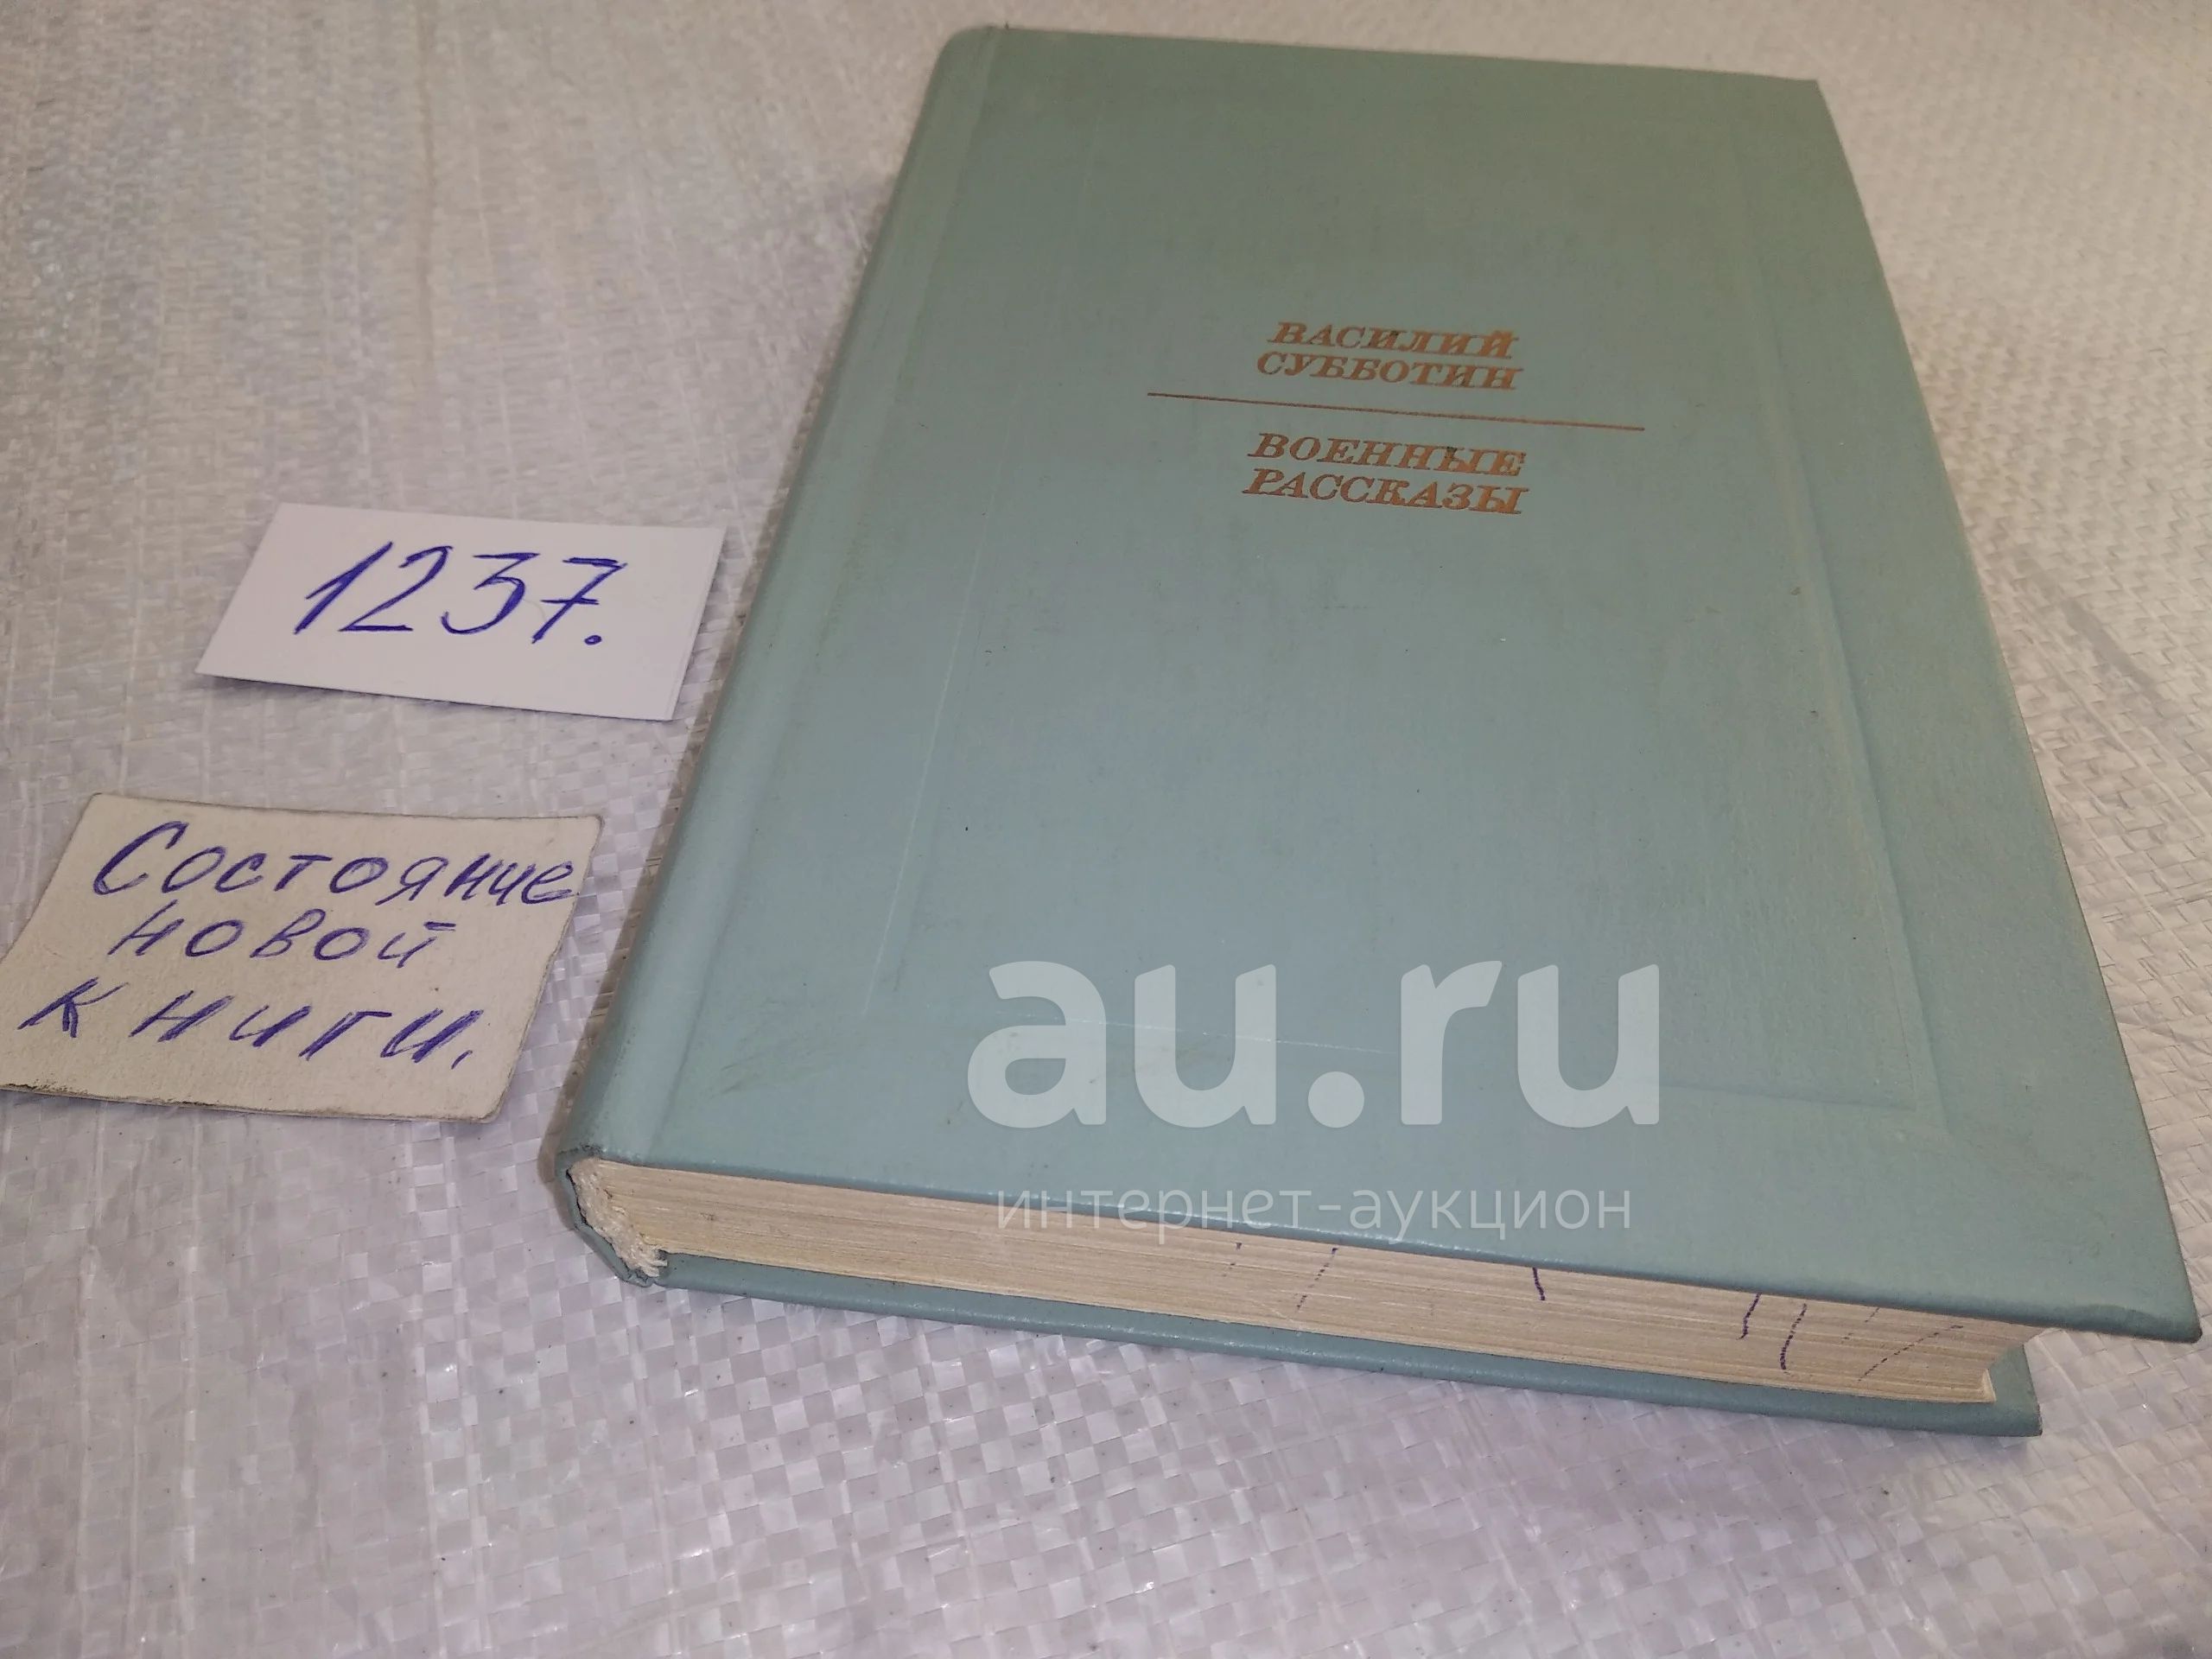 ВАСИЛИЙ
СУББОТИН
ВОЕННЫЕ
РАССКАЗЫ
1237.
Состояние
новой
книги.
au.ru
интернет-аукцион